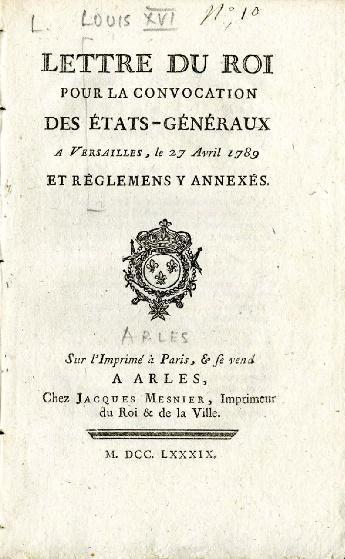 L. LOUIS XVI N°. 10
LETTRE DU ROI
POUR LA CONVOCATION
DES ÉTATS-GÉNÉRAUX
A VERSAILLES, le 27 Avril 1789
ET RÉGLEMENS Y ANNEXÉS.
ARLES
Sur l'Imprimé à Paris, & se vend
A ARLES,
Chez JACQUES MESNIER, Imprimeur
du Roi & de la Ville.
M. DCC. LXXXIX.